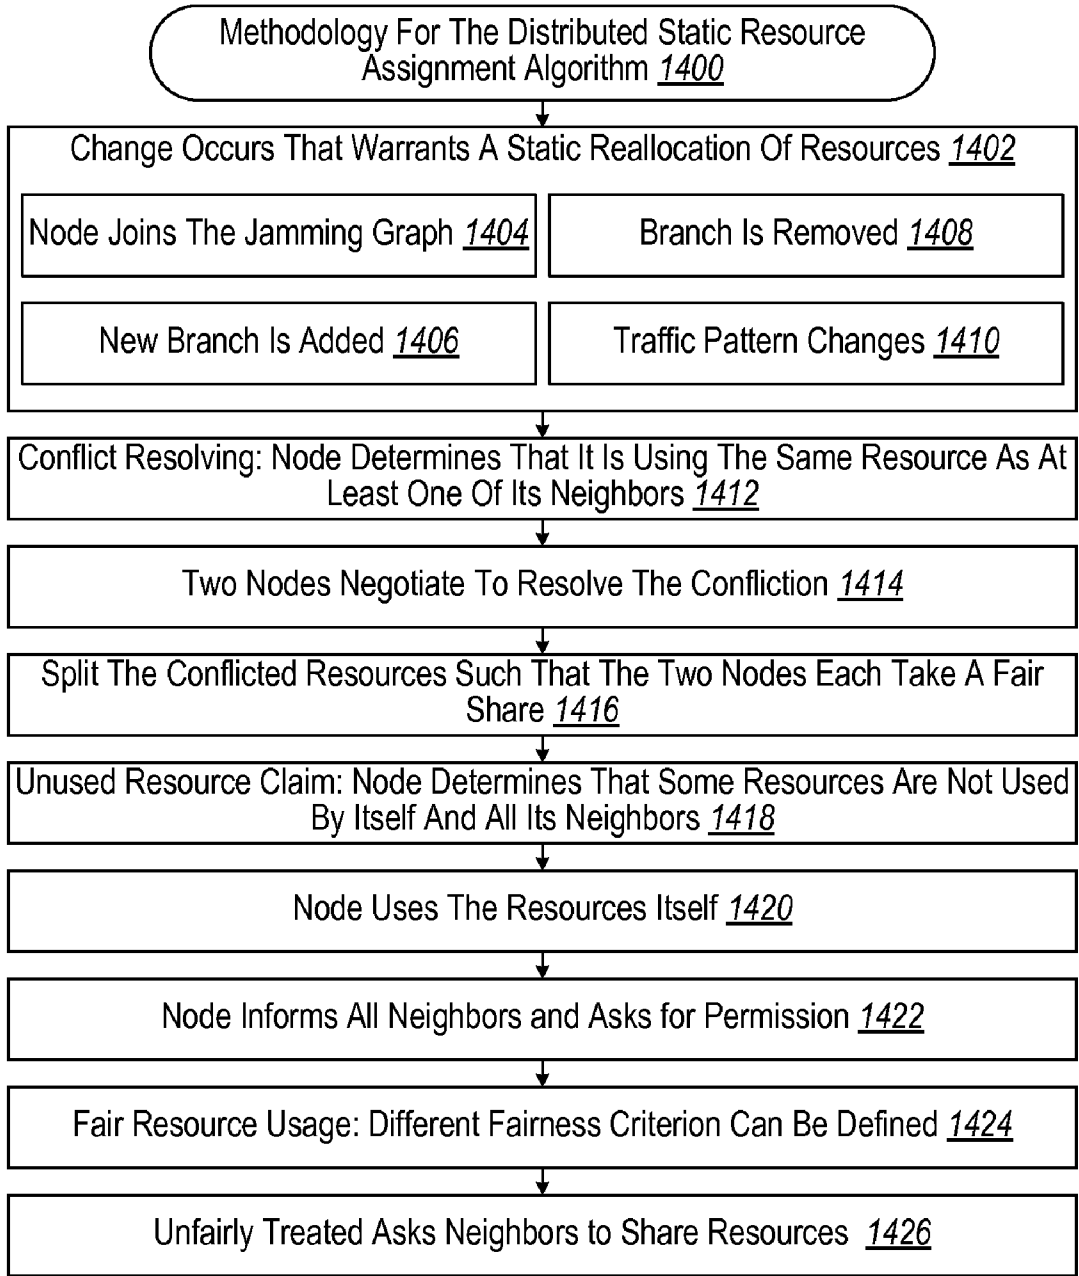 Methodology For The Distributed Static Resource
Assignment Algorithm 1400
Change Occurs That Warrants A Static Reallocation Of Resources 1402
Node Joins The Jamming Graph 1404
Branch Is Removed 1408
New Branch Is Added 1406
Traffic Pattern Changes 1410
Conflict Resolving: Node Determines That It Is Using The Same Resource As At
Least One Of Its Neighbors 1412
Two Nodes Negotiate To Resolve The Confliction 1414
Split The Conflicted Resources Such That The Two Nodes Each Take A Fair
Share 1416
Unused Resource Claim: Node Determines That Some Resources Are Not Used
By Itself And All Its Neighbors 1418
Node Uses The Resources Itself 1420
Node Informs All Neighbors and Asks for Permission 1422
Fair Resource Usage: Different Fairness Criterion Can Be Defined 1424
Unfairly Treated Asks Neighbors to Share Resources 1426